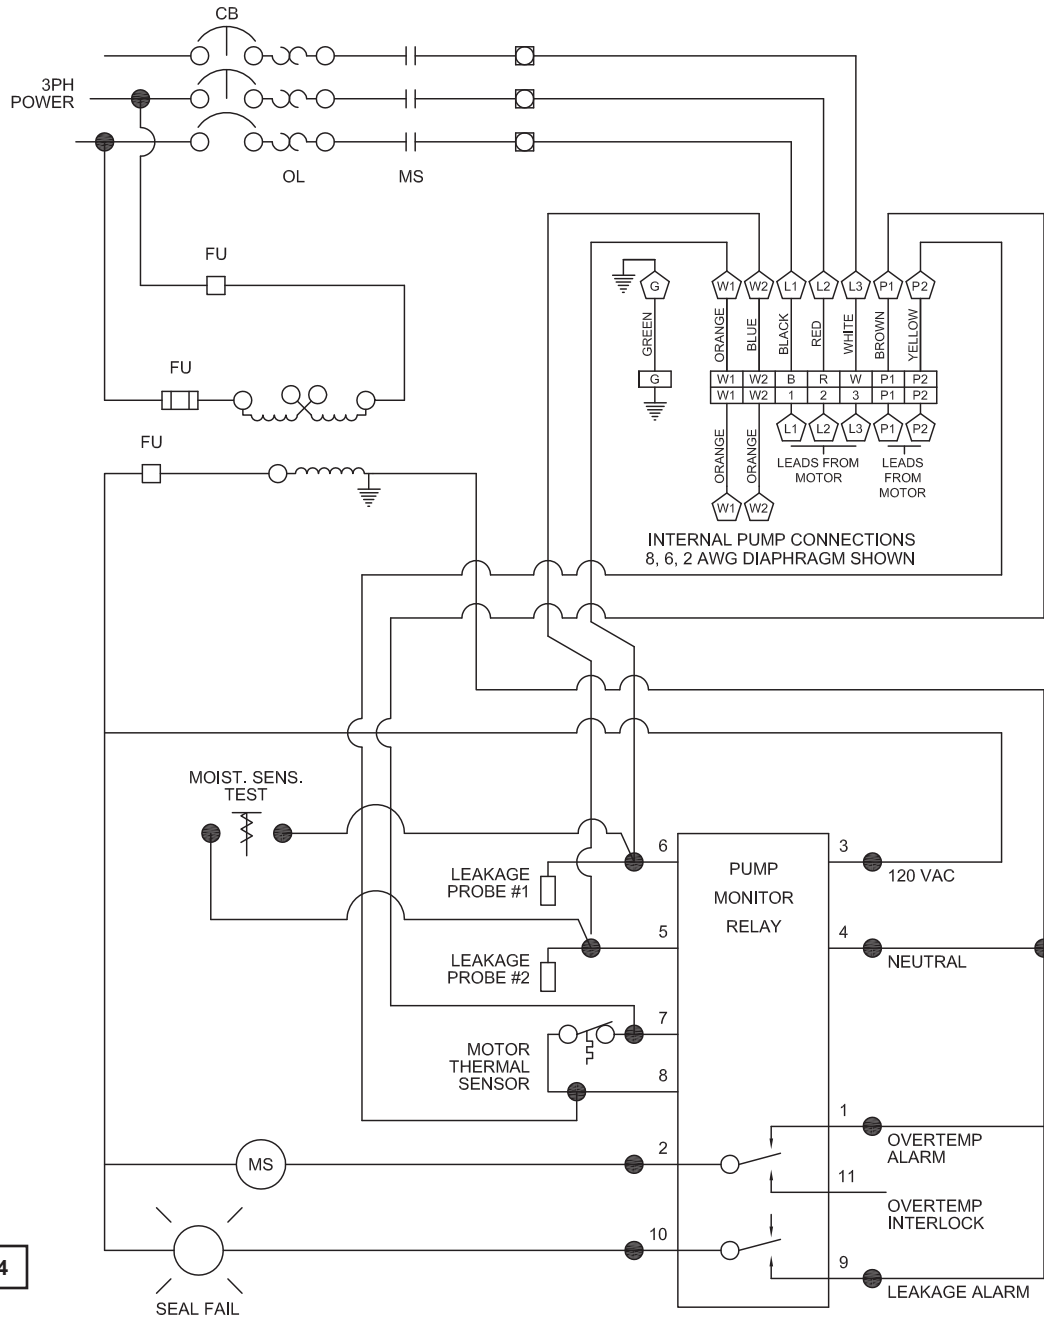 CB
3PH
POWER
OL
MS
FU
FU
FU
G
W1
W2
L1
L2
L3
P1
P2
GREEN
ORANGE
BLUE
BLACK
RED
WHITE
BROWN
YELLOW
G
W1 W2 B R W P1 P2
W1 W2 1 2 3 P1 P2
L1 L2 L3 P1 P2
ORANGE
ORANGE
LEADS FROM
MOTOR
LEADS
FROM
MOTOR
W1 W2
INTERNAL PUMP CONNECTIONS
8, 6, 2 AWG DIAPHRAGM SHOWN
MOIST. SENS.
TEST
LEAKAGE
PROBE #1
LEAKAGE
PROBE #2
MOTOR
THERMAL
SENSOR
MS
SEAL FAIL
6
5
7
8
2
10
PUMP
MONITOR
RELAY
3
120 VAC
4
NEUTRAL
1
OVERTEMP
ALARM
11
OVERTEMP
INTERLOCK
9
LEAKAGE ALARM
4